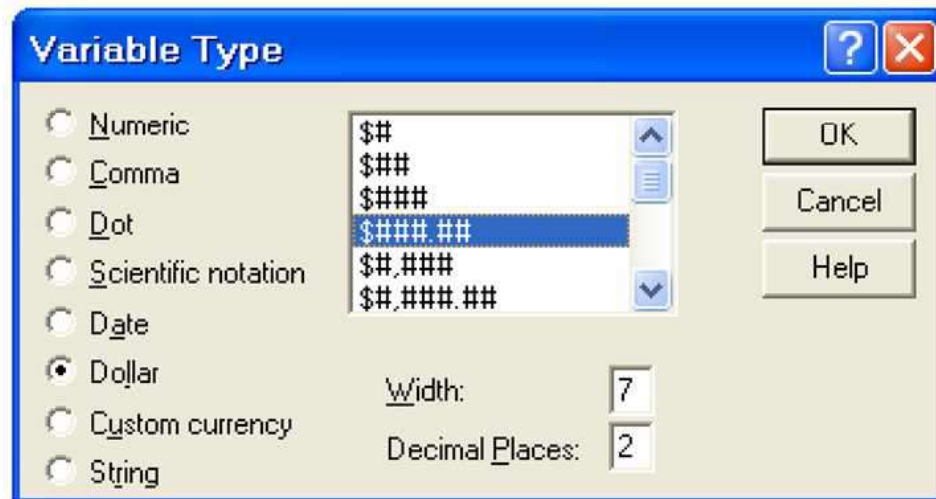 Variable Type
Numeric
Comma
Dot
Scientific notation
Date
Dollar
Custom currency
String
$#
$##
$###
$###.##
$#,###
$#,###.##
Width: 7
Decimal Places: 2
OK
Cancel
Help